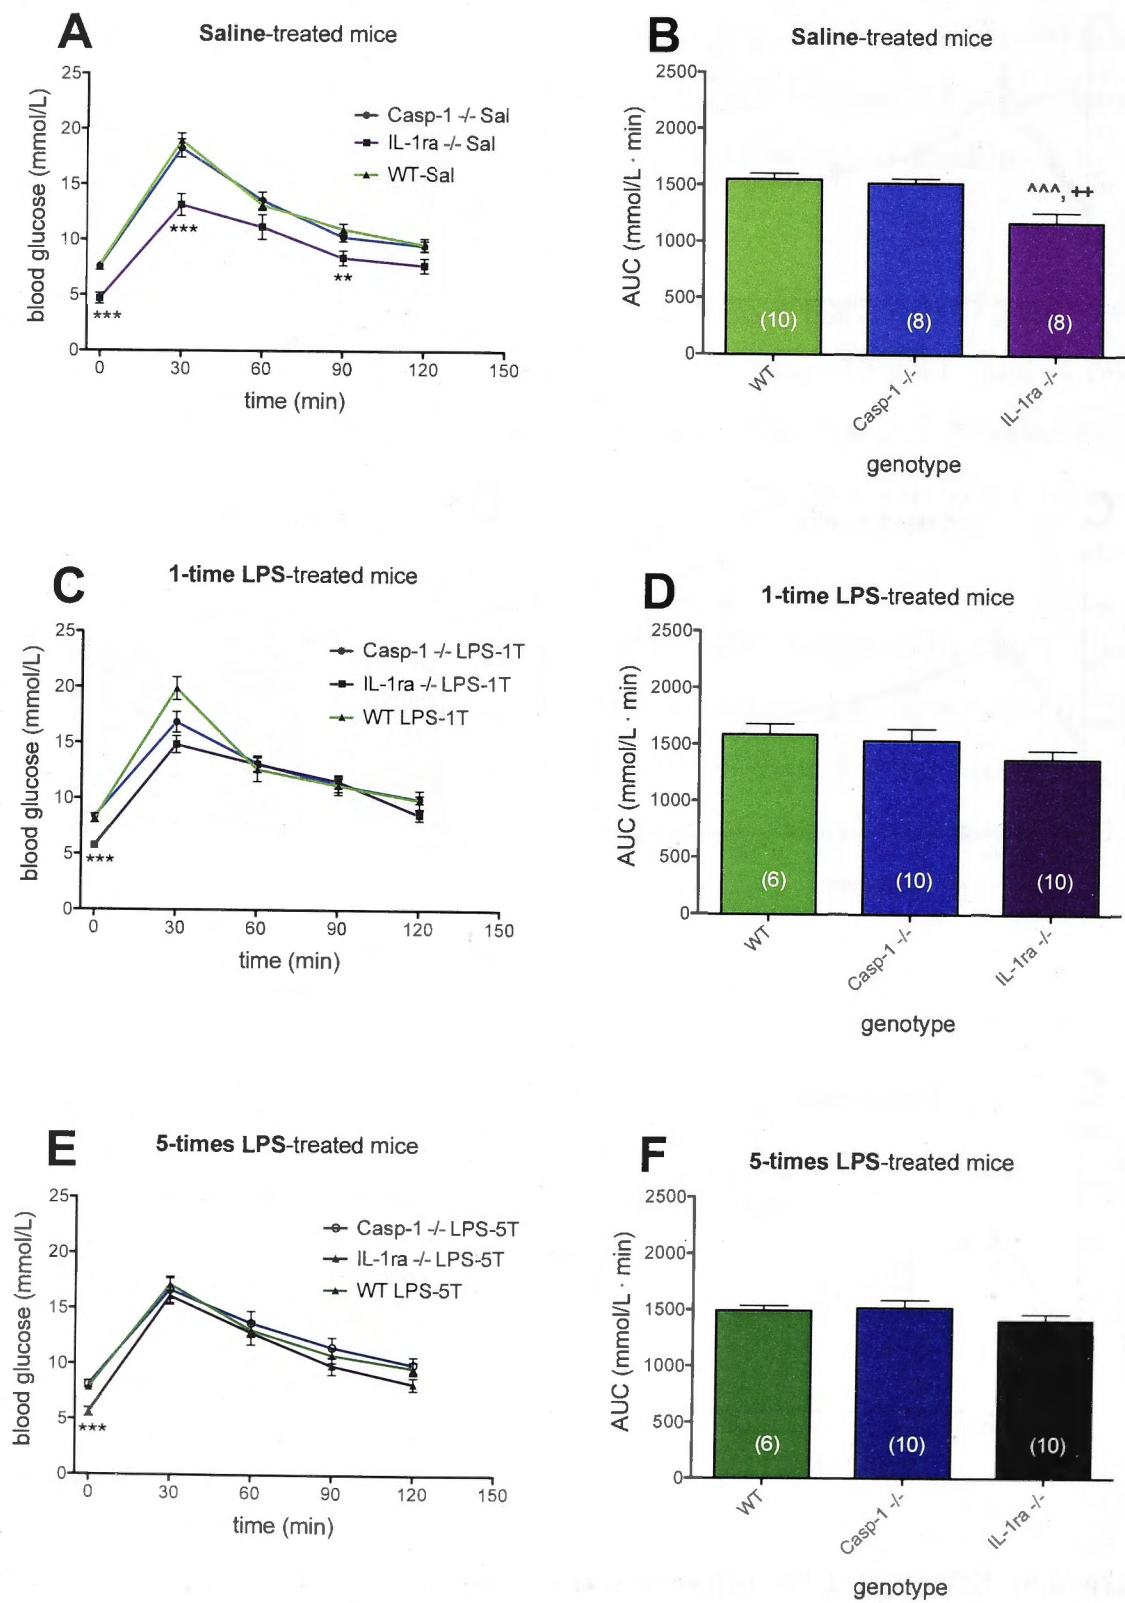 A
Saline-treated mice
25
20
15
10
5
0
blood glucose (mmol/L)
Casp-1 -/- Sal
IL-1ra -/- Sal
WT-Sal
***
***
**
0 30 60 90 120 150
time (min)
B
Saline-treated mice
2500
2000
1500
1000
500
0
AUC (mmol/L · min)
^^^, ++
(10) (8) (8)
WT Casp-1 -/- IL-1ra -/-
genotype
C
1-time LPS-treated mice
25
20
15
10
5
0
blood glucose (mmol/L)
Casp-1 -/- LPS-1T
IL-1ra -/- LPS-1T
WT LPS-1T
***
0 30 60 90 120 150
time (min)
D
1-time LPS-treated mice
2500
2000
1500
1000
500
0
AUC (mmol/L · min)
(6) (10) (10)
WT Casp-1 -/- IL-1ra -/-
genotype
E
5-times LPS-treated mice
25
20
15
10
5
0
blood glucose (mmol/L)
Casp-1 -/- LPS-5T
IL-1ra -/- LPS-5T
WT LPS-5T
***
0 30 60 90 120 150
time (min)
F
5-times LPS-treated mice
2500
2000
1500
1000
500
0
AUC (mmol/L · min)
(6) (10) (10)
WT Casp-1 -/- IL-1ra -/-
genotype